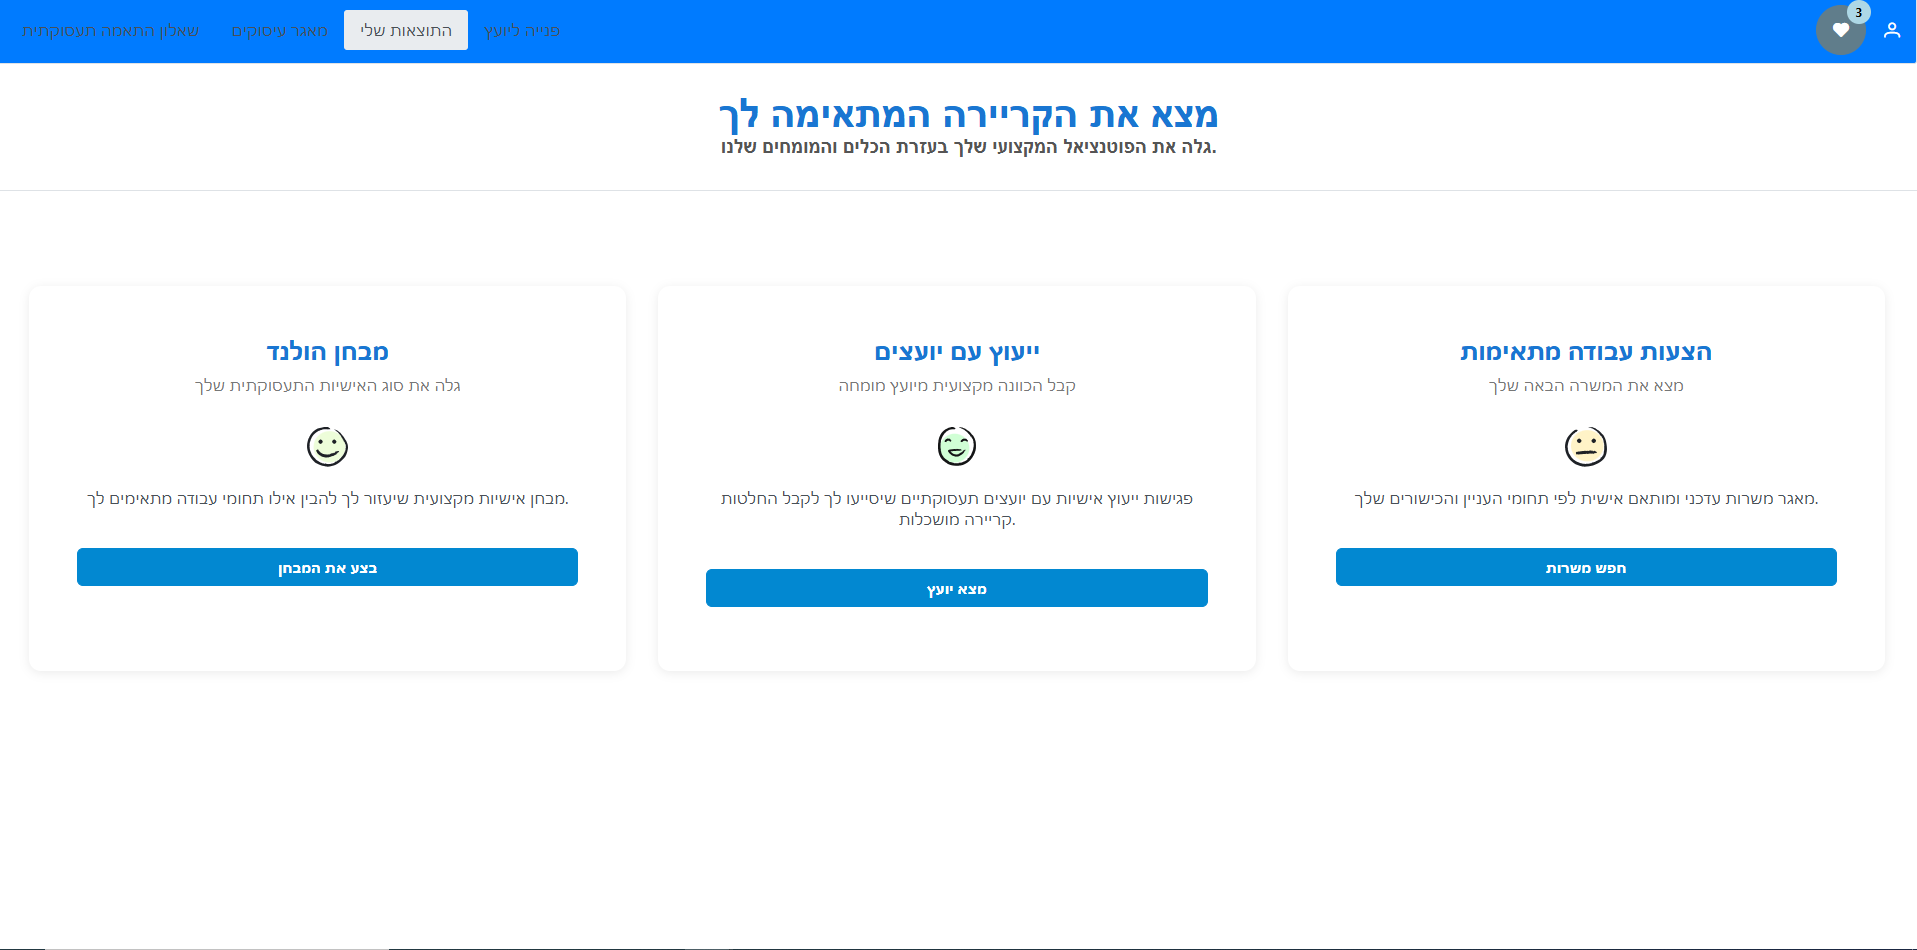 3
פנייה ליועץ
התוצאות שלי
מאגר עיסוקים
שאלון התאמה תעסוקתית
מצא את הקריירה המתאימה לך
גלה את הפוטנציאל המקצועי שלך בעזרת הכלים והמומחים שלנו.
הצעות עבודה מתאימות
מצא את המשרה הבאה שלך
מאגר משרות עדכני ומותאם אישית לפי תחומי העניין והכישורים שלך.
חפש משרות
ייעוץ עם יועצים
קבל הכוונה מקצועית מיועץ מומחה
פגישות ייעוץ אישיות עם יועצים תעסוקתיים שיסייעו לך לקבל החלטות
קריירה מושכלות.
מצא יועץ
מבחן הולנד
גלה את סוג האישיות התעסוקתית שלך
מבחן אישיות מקצועית שיעזור לך להבין אילו תחומי עבודה מתאימים לך.
בצע את המבחן